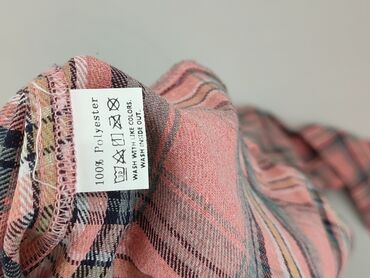 100% Polyester
WASH WITH LIKE COLORS.
WASH INSIDE OUT.